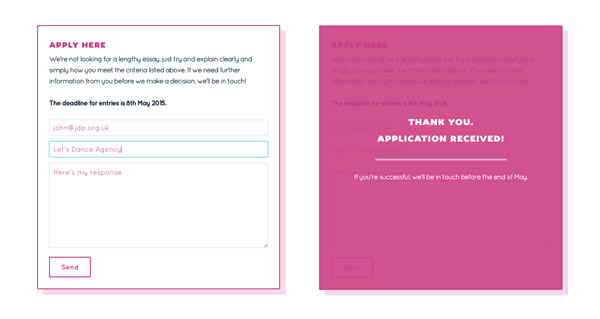 APPLY HERE
We're not looking for a lengthy essay, just try and explain clearly and
simply how you meet the criteria listed above. If we need further
information from you before we make a decision, we'll be in touch!
The deadline for entries is 8th May 2015.
john@jdp.org.uk
Let's Dance Agency
Here's my response
Send
APPLY HERE
We're not looking for a lengthy essay, just try and explain clearly and
simply how you meet the criteria listed above. If we need further
information from you before we make a decision, we'll be in touch!
The deadline for entries is 8th May 2015.
THANK YOU.
APPLICATION RECEIVED!
If you're successful, we'll be in touch before the end of May.
Send